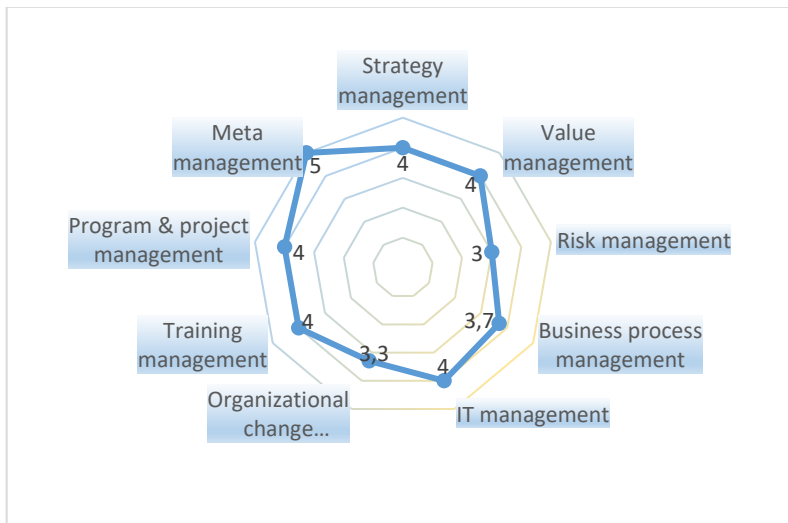 Strategy
management
Meta
management
Value
management
5
4
4
Program & project
management
4
3
Risk management
Training
management
4
3,3
3,7
4
Business process
management
Organizational
change...
IT management